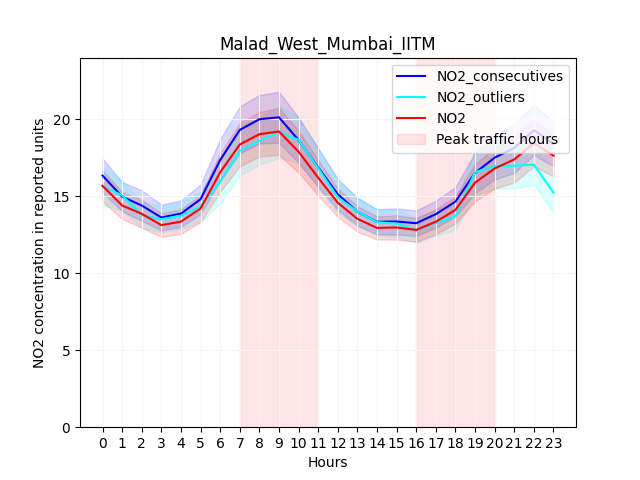 Malad_West_Mumbai_IITM
NO2_consecutives
NO2_outliers
NO2
Peak traffic hours
NO2 concentration in reported units
20
15
10
5
0
0 1 2 3 4 5 6 7 8 9 10 11 12 13 14 15 16 17 18 19 20 21 22 23
Hours